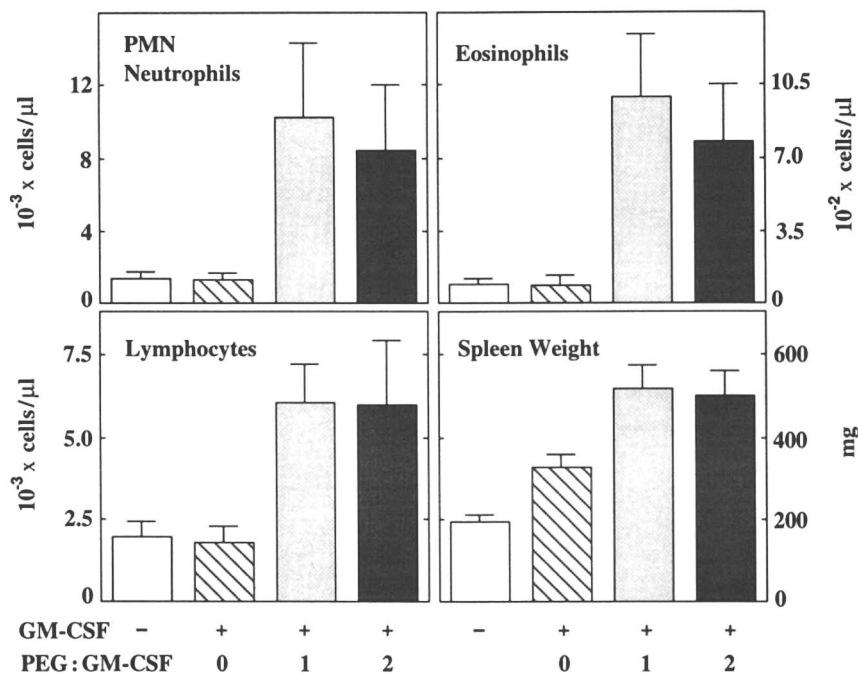 PMN
Neutrophils
12
8
4
0
10⁻³ x cells/µl
Eosinophils
10.5
7.0
3.5
0
10⁻² x cells/µl
Lymphocytes
7.5
5.0
2.5
0
10⁻³ x cells/µl
Spleen Weight
600
400
200
0
mg
GM-CSF – + + + – + + +
PEG:GM-CSF 0 1 2 0 1 2